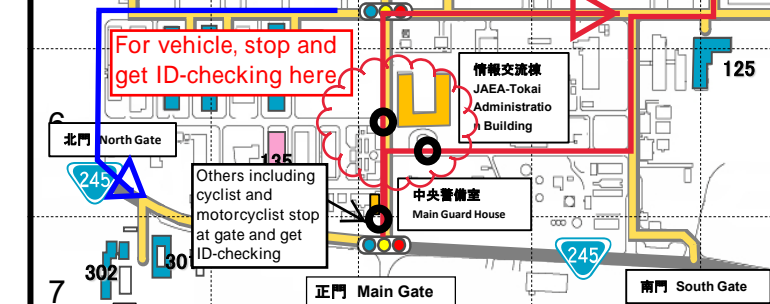 For vehicle, stop and
get ID-checking here
情報交流棟
JAEA-Tokai
Administratio
n Building
125
6
北門 North Gate
135
245
Others including
cyclist and
motorcyclist stop
at gate and get
ID-checking
中央警備室
Main Guard House
302
301
245
7
正門 Main Gate
南門 South Gate